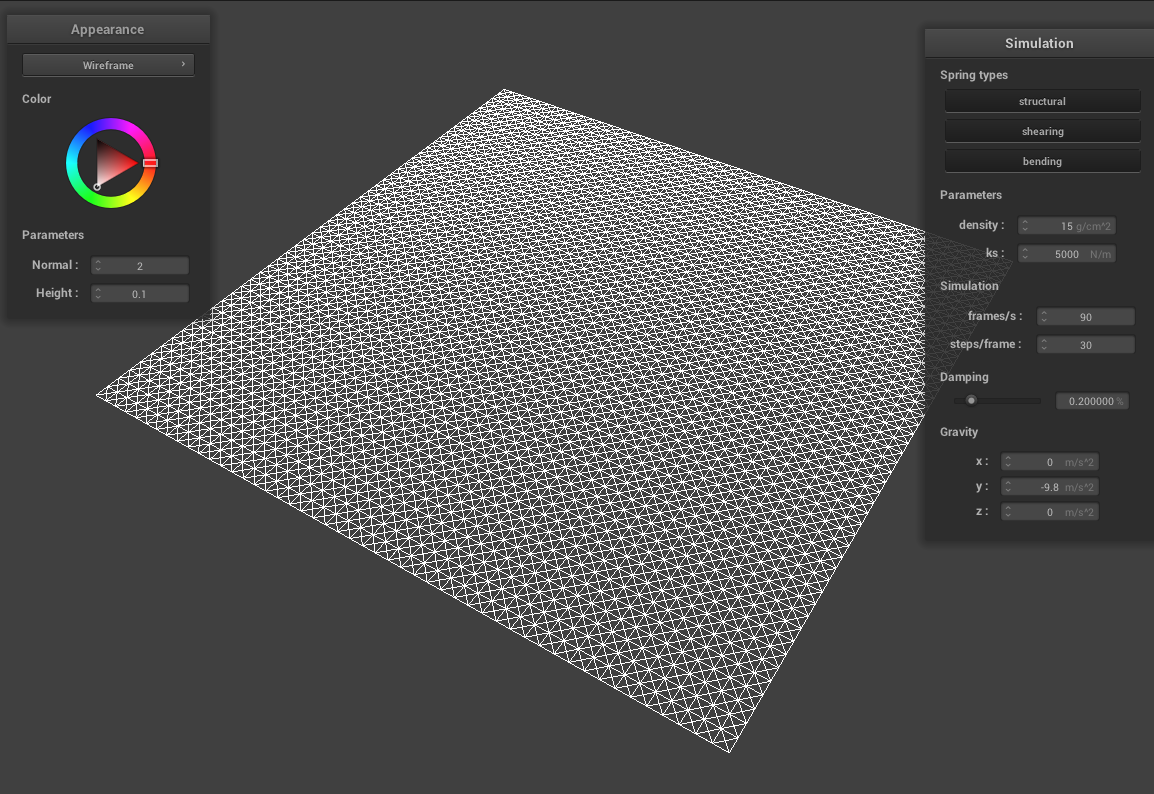 Appearance
Wireframe
Color
Parameters
Normal : 2
Height : 0.1
Simulation
Spring types
structural
shearing
bending
Parameters
density : 15 g/cm^2
ks : 5000 N/m
Simulation
frames/s : 90
steps/frame : 30
Damping
0.200000 %
Gravity
x : 0 m/s^2
y : -9.8 m/s^2
z : 0 m/s^2